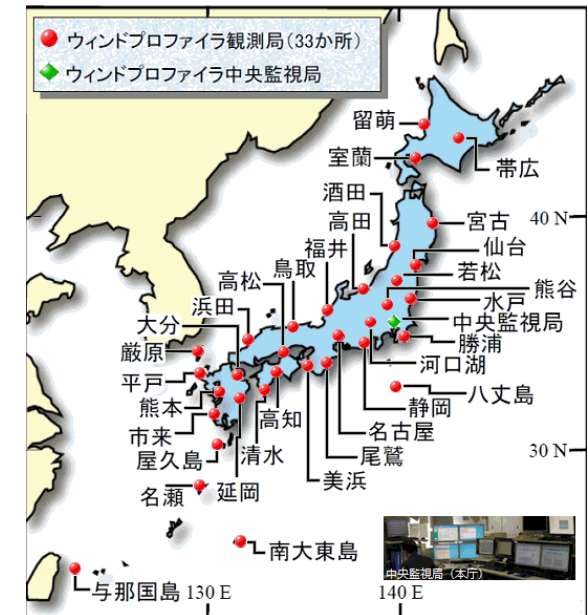 ウィンドプロファイラ観測局(33か所)
ウィンドプロファイラ中央監視局
留萌
室蘭
帯広
酒田
高田
福井
宮古
40 N
仙台
若松
熊谷
鳥取
高松
浜田
大分
水戸
中央監視局
勝浦
厳原
河口湖
平戸
八丈島
熊本
静岡
高知
名古屋
市来
清水
尾鷲
30 N
屋久島
美浜
延岡
名瀬
南大東島
中央監視局(本庁)
与那国島
130 E
140 E